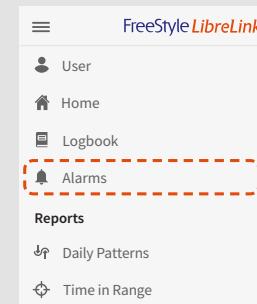 FreeStyle LibreLink
User
Home
Logbook
Alarms
Reports
Daily Patterns
Time in Range